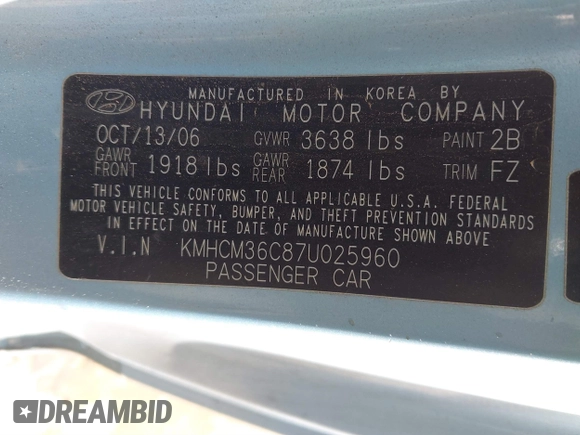 MANUFACTURED IN KOREA BY
HYUNDAI MOTOR COMPANY
OCT/13/06 GVWR 3638 lbs PAINT 2B
GAWR FRONT 1918 lbs GAWR REAR 1874 lbs TRIM FZ
THIS VEHICLE CONFORMS TO ALL APPLICABLE U.S.A. FEDERAL
MOTOR VEHICLE SAFETY, BUMPER, AND THEFT PREVENTION STANDARDS
IN EFFECT ON THE DATE OF MANUFACTURE SHOWN ABOVE
V.I.N KMHCM36C87U025960
PASSENGER CAR
DREAMBID